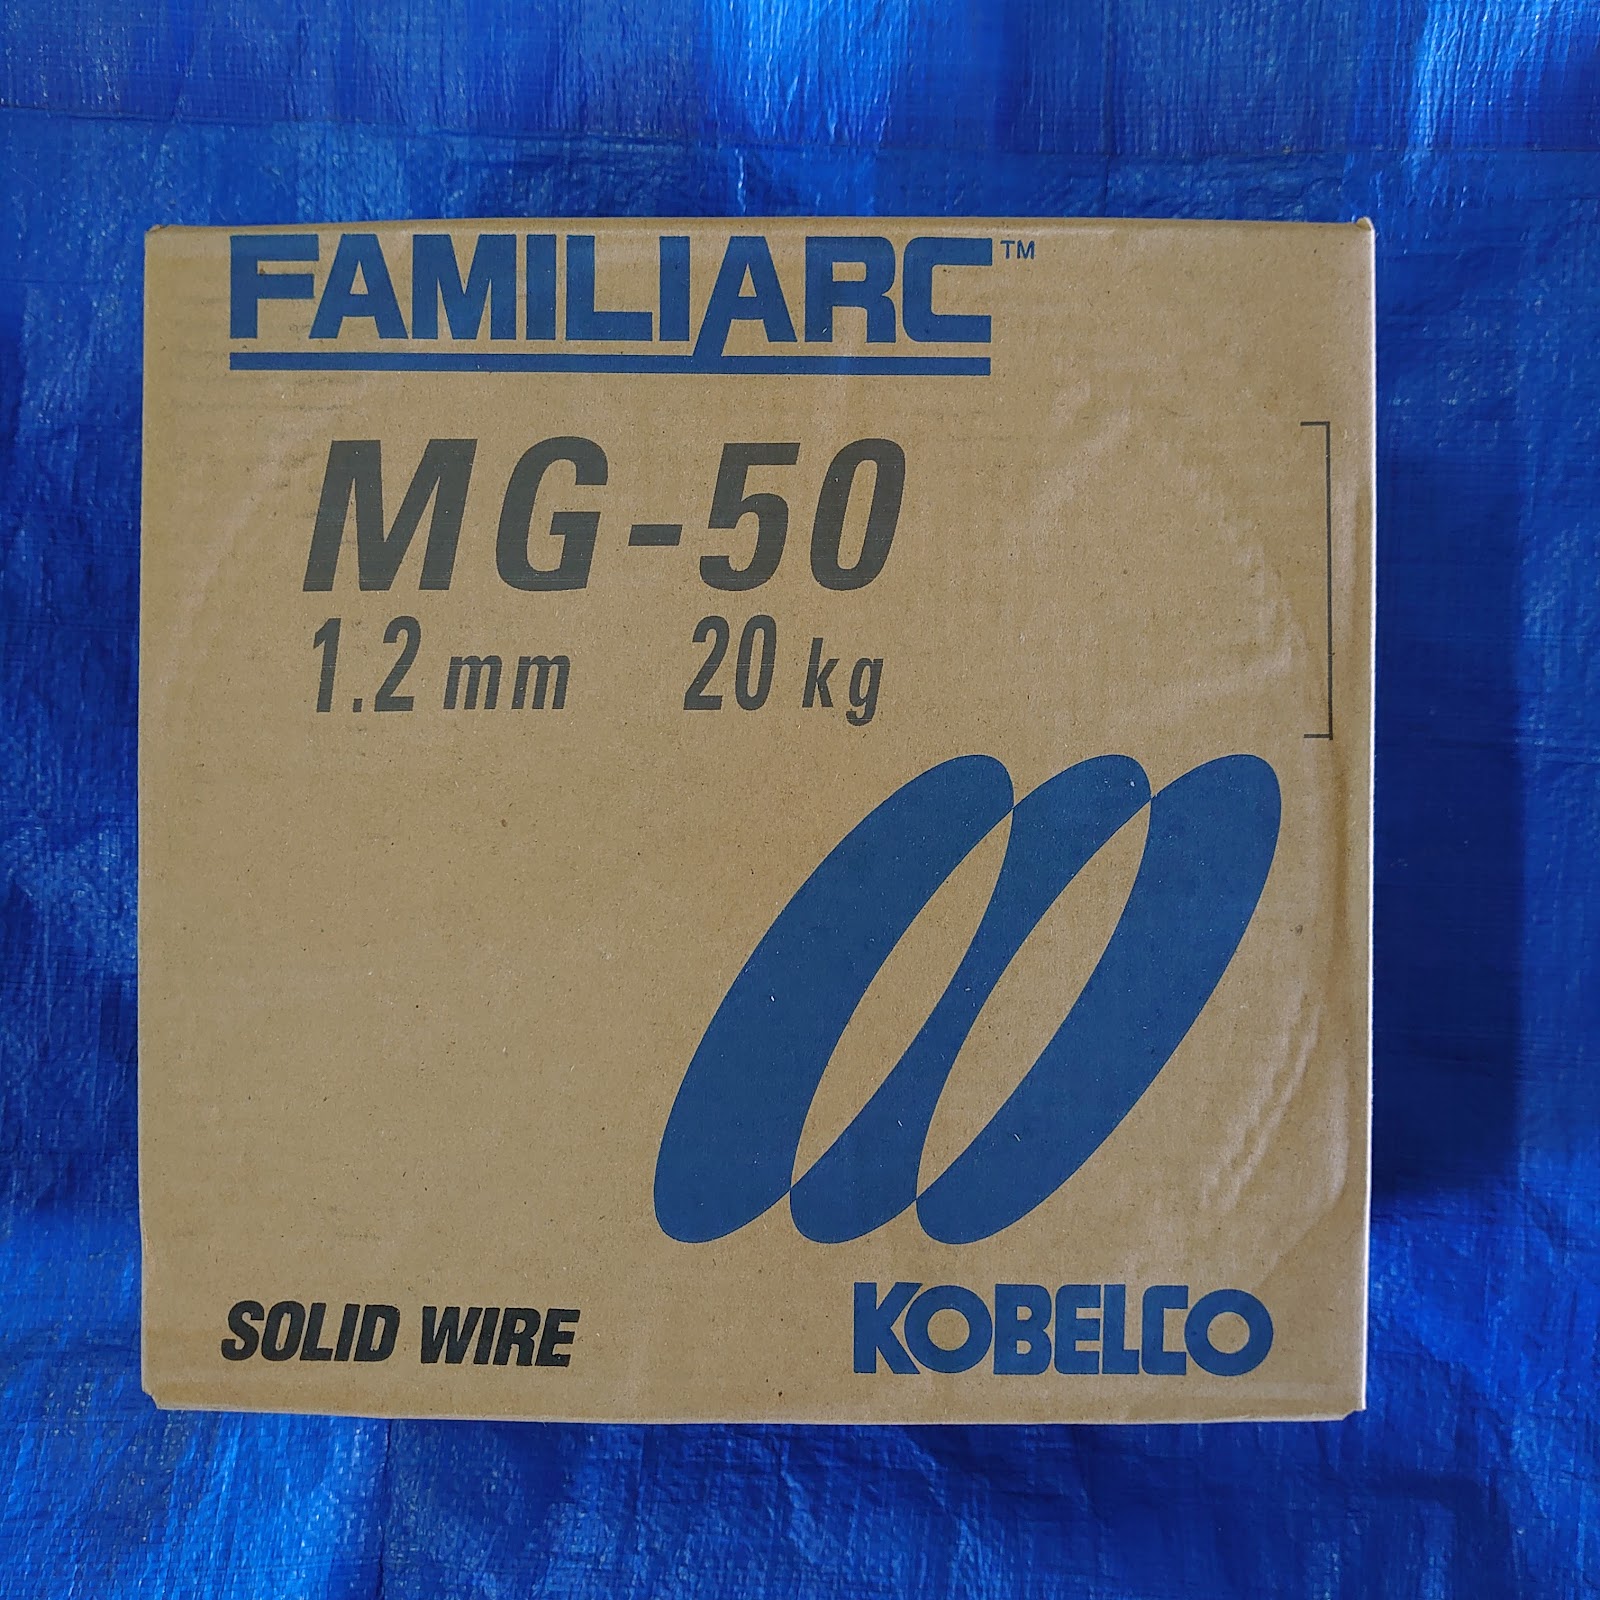 FAMILIARC™
MG-50
1.2 mm 20 kg
SOLID WIRE
KOBELCO